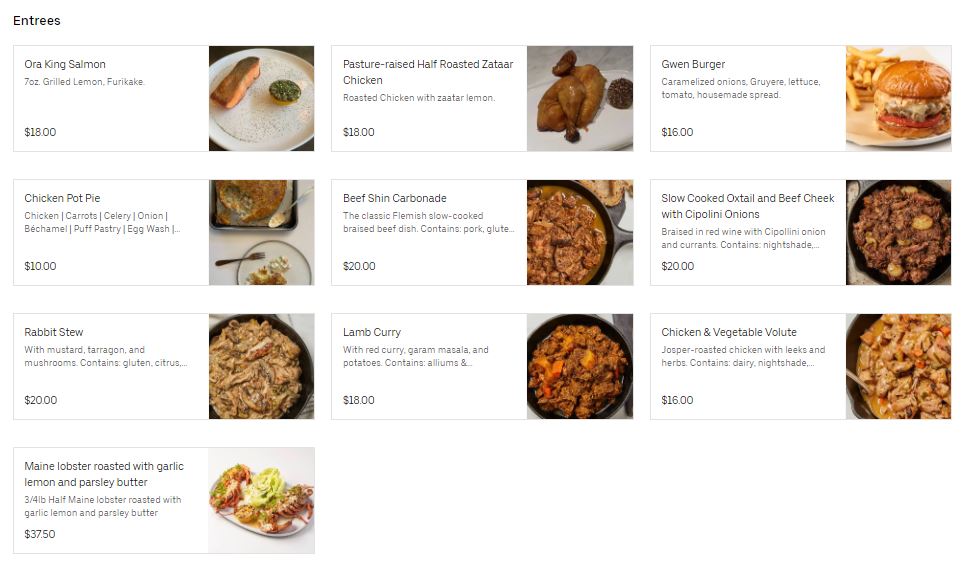 Entrees
Ora King Salmon
7oz. Grilled Lemon, Furikake.
$18.00
Pasture-raised Half Roasted Zataar
Chicken
Roasted Chicken with zaatar lemon.
$18.00
Gwen Burger
Caramelized onions, Gruyere, lettuce,
tomato, housemade spread.
$16.00
Chicken Pot Pie
Chicken | Carrots | Celery | Onion |
Béchamel | Puff Pastry | Egg Wash |...
$10.00
Beef Shin Carbonade
The classic Flemish slow-cooked
braised beef dish. Contains: pork, glute...
$20.00
Slow Cooked Oxtail and Beef Cheek
with Cipolini Onions
Braised in red wine with Cipollini onion
and currants. Contains: nightshade,...
$20.00
Rabbit Stew
With mustard, tarragon, and
mushrooms. Contains: gluten, citrus,...
$20.00
Lamb Curry
With red curry, garam masala, and
potatoes. Contains: alliums &...
$18.00
Chicken & Vegetable Volute
Josper-roasted chicken with leeks and
herbs. Contains: dairy, nightshade,...
$16.00
Maine lobster roasted with garlic
lemon and parsley butter
3/4lb Half Maine lobster roasted with
garlic lemon and parsley butter
$37.50